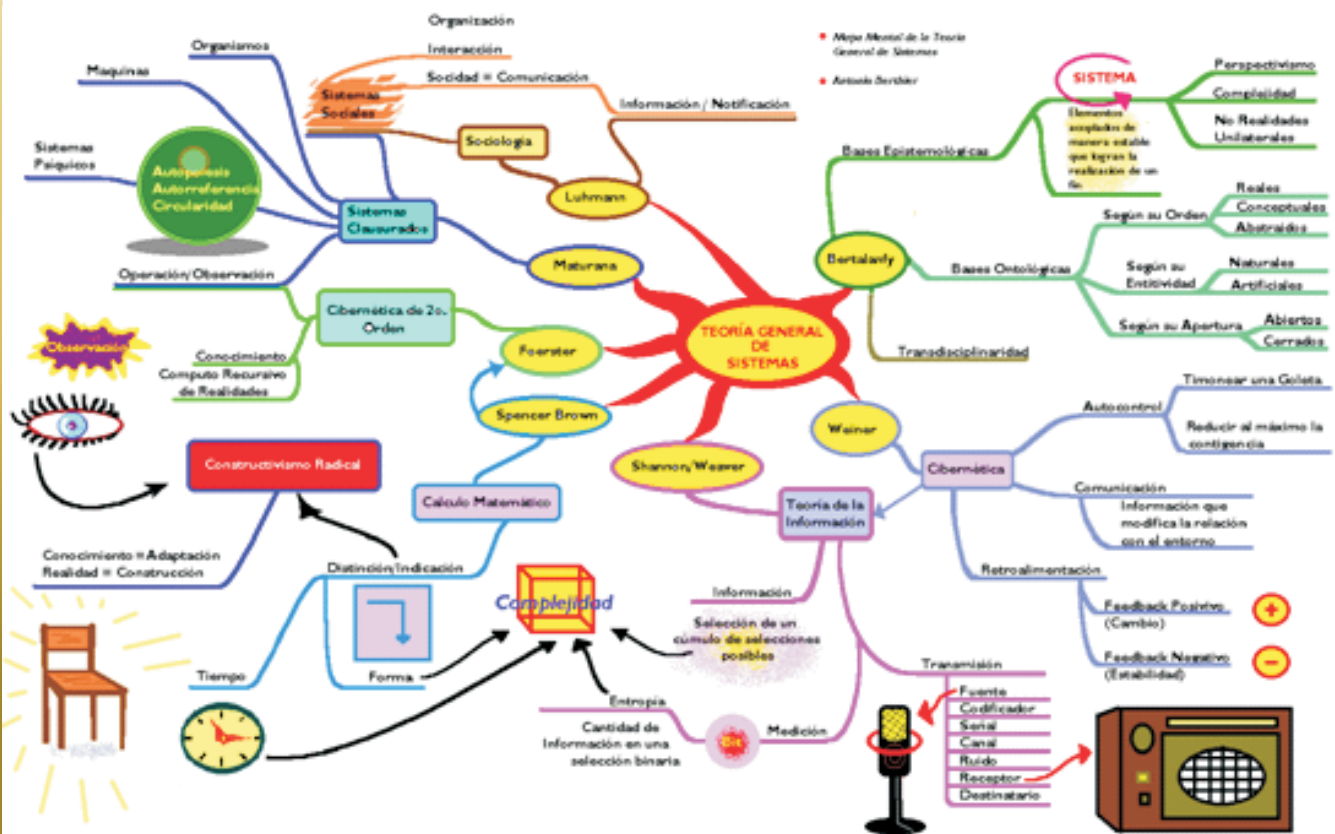 Organización
Interacción
Socidad = Comunicación
Organismos
Maquinas
Sistemas
Sociales
Información / Notificación
Sociología
Luhmann
Sistemas
Psiquicos
Autopoiesis
Autorreferencia
Circularidad
Sistemas
Clausurados
Maturana
Operación/Observación
Cibernética de 2o.
Orden
Foerster
Observación
Conocimiento
Computo Recursivo
de Realidades
Spencer Brown
Constructivismo Radical
Calculo Matemático
Conocimiento = Adaptación
Realidad = Construcción
Distinción/Indicación
Tiempo
Forma
Complejidad
TEORÍA GENERAL
DE
SISTEMAS
Mapa Mental de la Teoría
General de Sistemas
Antonio Berthier
SISTEMA
Elementos
acoplados de
manera estable
que logran la
realización de un
fin
Perspectivismo
Complejidad
No Realidades
Unilaterales
Bases Epistemológicas
Bertalanfy
Bases Ontológicas
Según su Orden
Reales
Conceptuales
Abstraidos
Según su
Entitividad
Naturales
Artificiales
Según su Apertura
Abiertos
Cerrados
Transdisciplinaridad
Weiner
Cibernética
Autocontrol
Timonear una Goleta
Reducir al máximo la
contigencia
Comunicación
Información que
modifica la relación
con el entorno
Retroalimentación
Feedback Posivivo
(Cambio)
+
Feedback Negativo
(Estabilidad)
−
Shannon/Weaver
Teoría de la
Información
Información
Selección de un
cúmulo de selecciones
posibles
Entropía
Cantidad de
Información en una
selección binaria
Bit
Medición
Transmisión
Fuente
Codificador
Señal
Canal
Ruido
Receptor
Destinatario